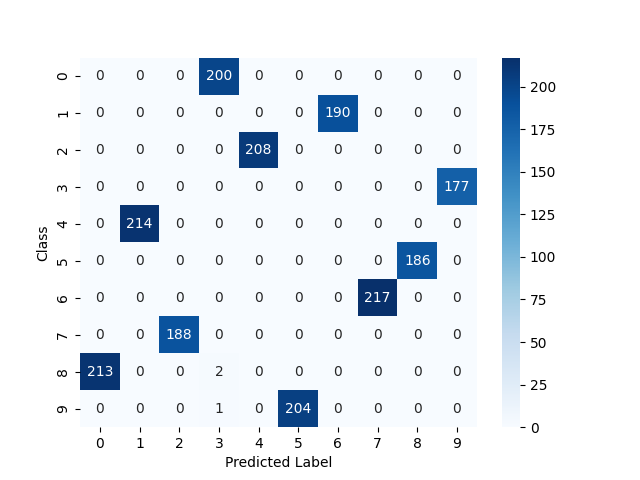 0 0 0 0 200 0 0 0 0 0 0
1 0 0 0 0 0 0 190 0 0 0
2 0 0 0 0 208 0 0 0 0 0
3 0 0 0 0 0 0 0 0 0 177
4 0 214 0 0 0 0 0 0 0 0
5 0 0 0 0 0 0 0 0 186 0
6 0 0 0 0 0 0 0 217 0 0
7 0 0 188 0 0 0 0 0 0 0
8 213 0 0 2 0 0 0 0 0 0
9 0 0 0 1 0 204 0 0 0 0
0 1 2 3 4 5 6 7 8 9
Predicted Label
Class
200
175
150
125
100
75
50
25
0